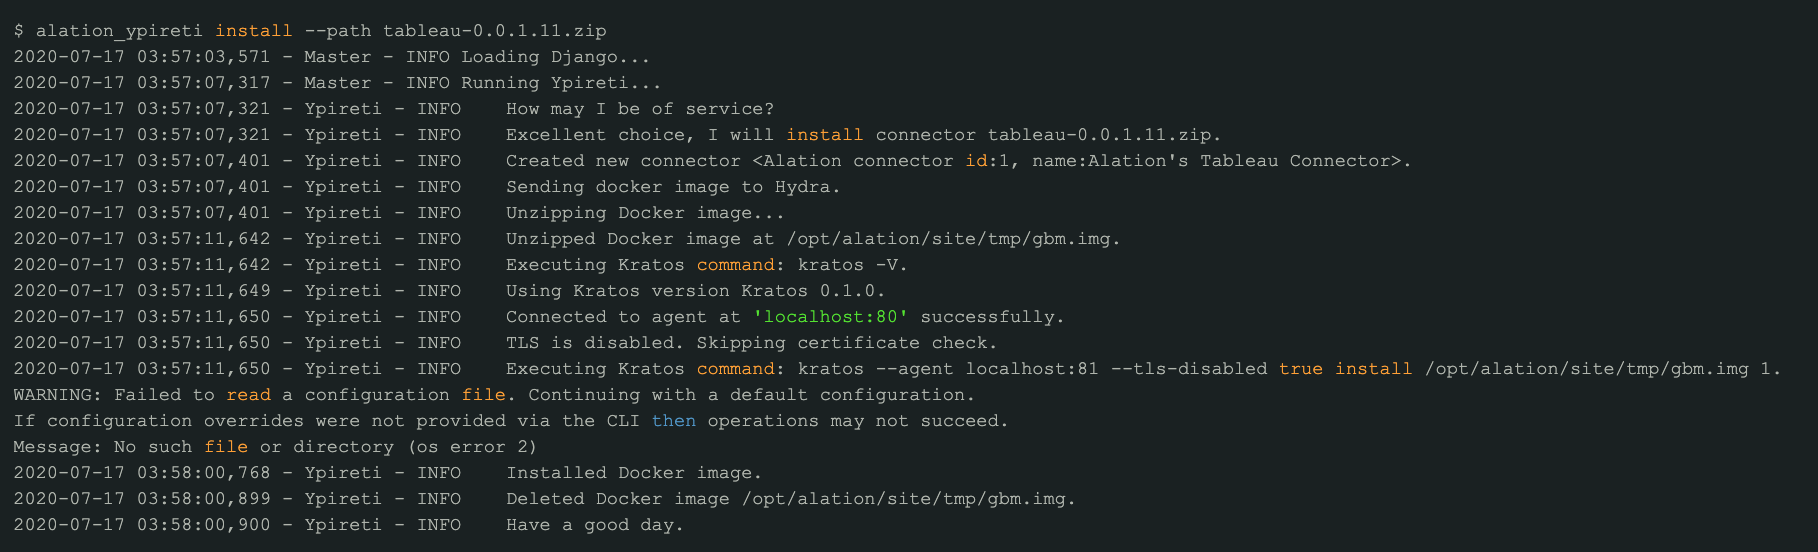 $ alation_ypireti install --path tableau-0.0.1.11.zip
2020-07-17 03:57:03,571 - Master - INFO Loading Django...
2020-07-17 03:57:07,317 - Master - INFO Running Ypireti...
2020-07-17 03:57:07,321 - Ypireti - INFO    How may I be of service?
2020-07-17 03:57:07,321 - Ypireti - INFO    Excellent choice, I will install connector tableau-0.0.1.11.zip.
2020-07-17 03:57:07,401 - Ypireti - INFO    Created new connector <Alation connector id:1, name:Alation's Tableau Connector>.
2020-07-17 03:57:07,401 - Ypireti - INFO    Sending docker image to Hydra.
2020-07-17 03:57:07,401 - Ypireti - INFO    Unzipping Docker image...
2020-07-17 03:57:11,642 - Ypireti - INFO    Unzipped Docker image at /opt/alation/site/tmp/gbm.img.
2020-07-17 03:57:11,642 - Ypireti - INFO    Executing Kratos command: kratos -V.
2020-07-17 03:57:11,649 - Ypireti - INFO    Using Kratos version Kratos 0.1.0.
2020-07-17 03:57:11,650 - Ypireti - INFO    Connected to agent at 'localhost:80' successfully.
2020-07-17 03:57:11,650 - Ypireti - INFO    TLS is disabled. Skipping certificate check.
2020-07-17 03:57:11,650 - Ypireti - INFO    Executing Kratos command: kratos --agent localhost:81 --tls-disabled true install /opt/alation/site/tmp/gbm.img 1.
WARNING: Failed to read a configuration file. Continuing with a default configuration.
If configuration overrides were not provided via the CLI then operations may not succeed.
Message: No such file or directory (os error 2)
2020-07-17 03:58:00,768 - Ypireti - INFO    Installed Docker image.
2020-07-17 03:58:00,899 - Ypireti - INFO    Deleted Docker image /opt/alation/site/tmp/gbm.img.
2020-07-17 03:58:00,900 - Ypireti - INFO    Have a good day.